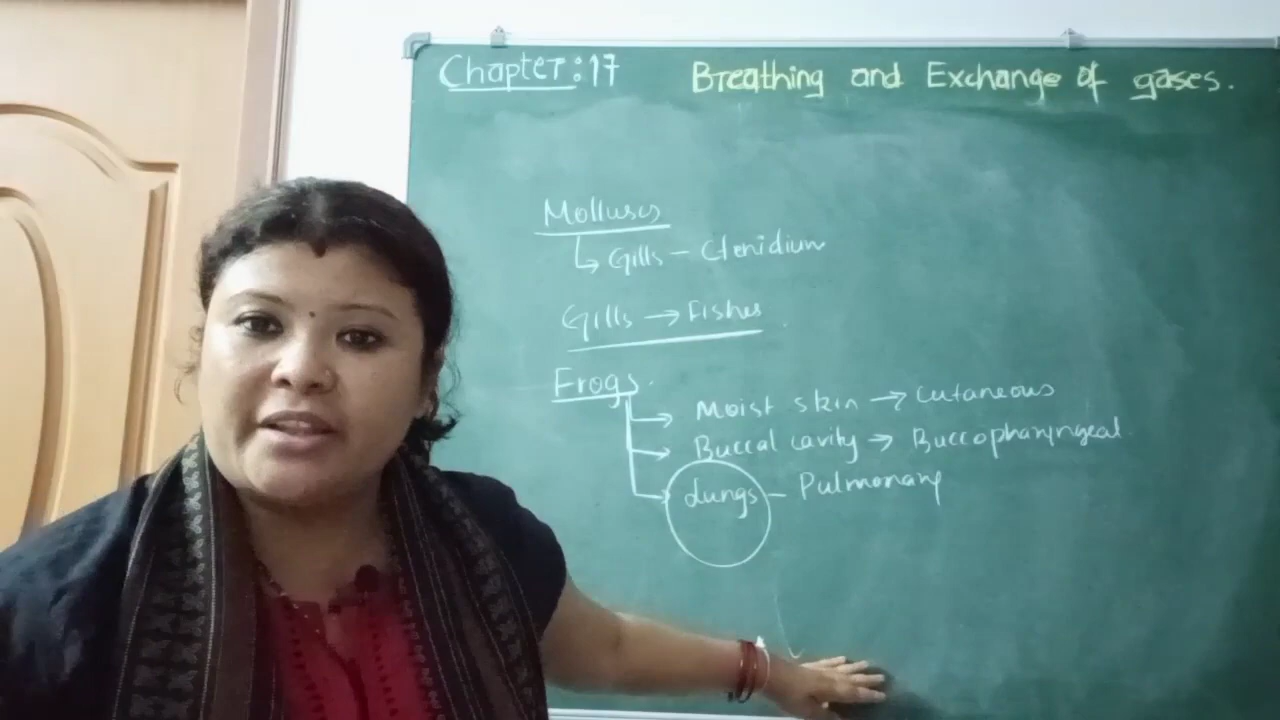 Chapter:17 Breathing and Exchange of gases.
Molluscs
↳ Gills – Ctenidium
Gills → Fishes
Frogs.
→ Moist skin → Cutaneous
→ Buccal cavity → Buccopharyngeal
→ Lungs – Pulmonary